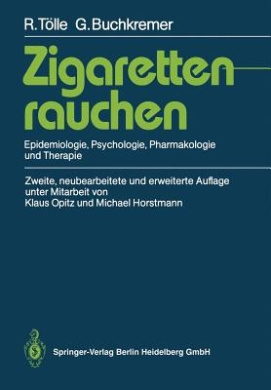 R. Tölle G. Buchkremer
Zigaretten-
rauchen
Epidemiologie, Psychologie, Pharmakologie
und Therapie
Zweite, neubearbeitete und erweiterte Auflage
unter Mitarbeit von
Klaus Opitz und Michael Horstmann
Springer-Verlag Berlin Heidelberg GmbH